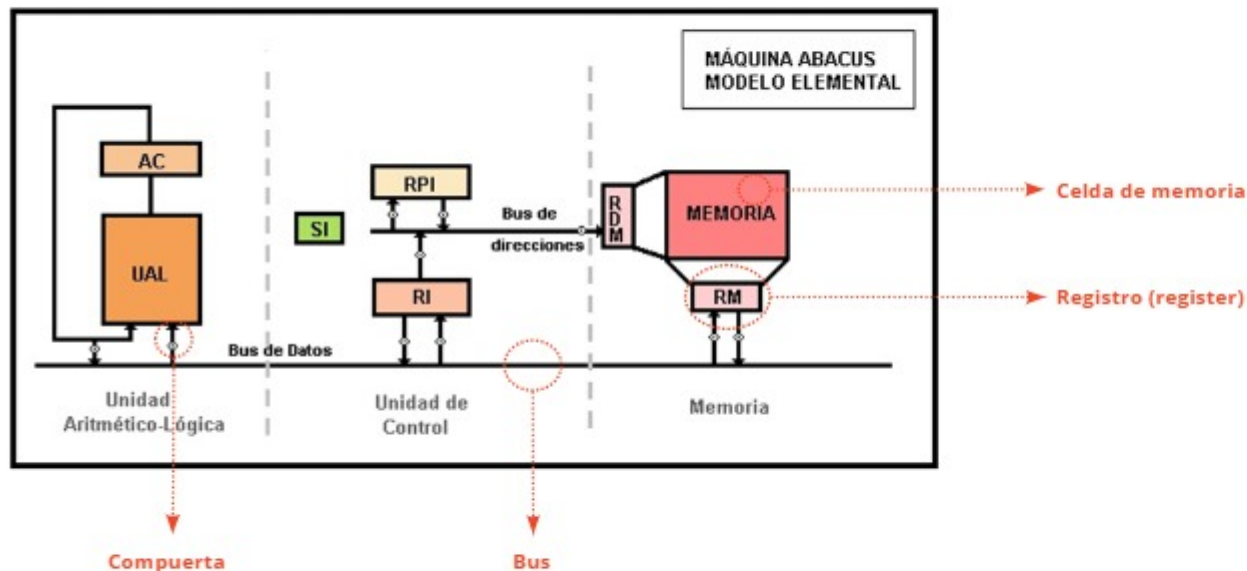 MÁQUINA ABACUS
MODELO ELEMENTAL
AC
RPI
RDM
MEMORIA
Celda de memoria
SI
Bus de
direcciones
UAL
RI
RM
Registro (register)
Bus de Datos
Unidad
Aritmético-Lógica
Unidad de
Control
Memoria
Compuerta
Bus